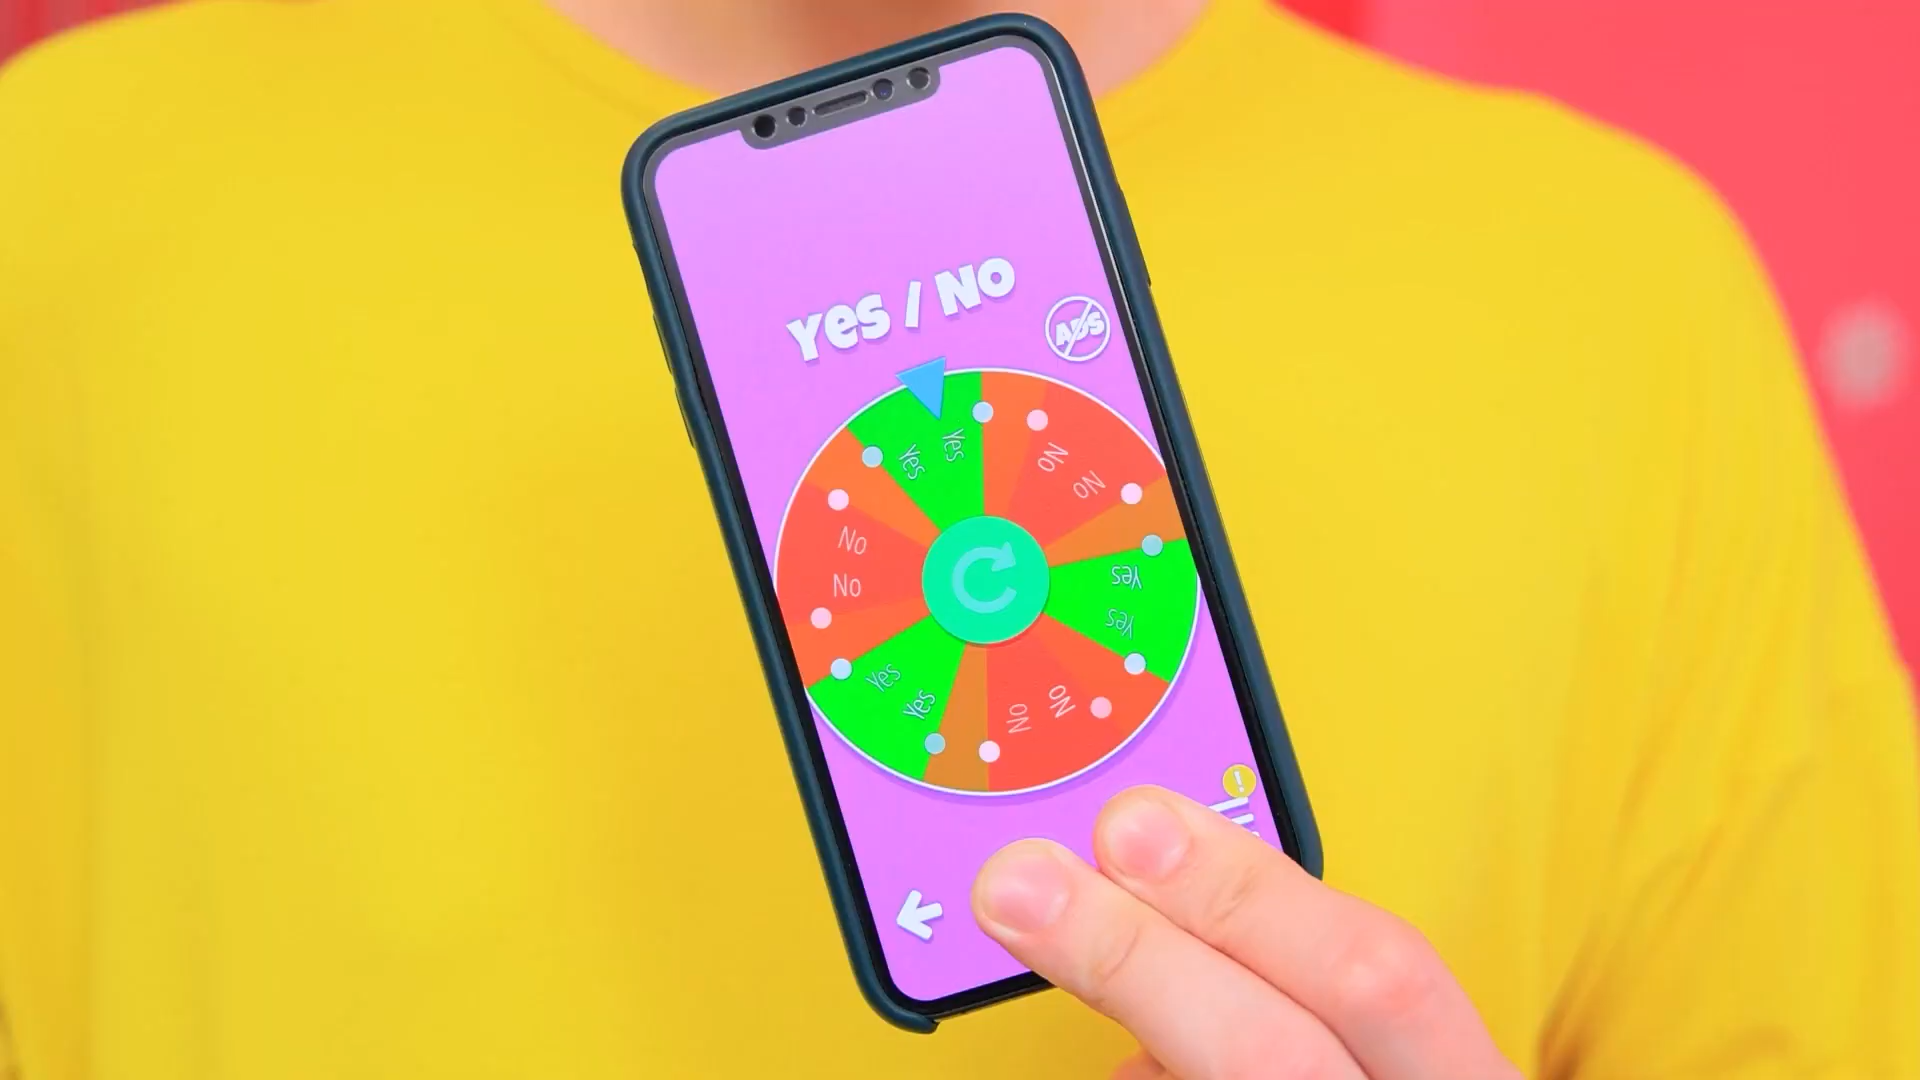 Yes / No
ADS
Yes
Yes
No
No
No
No
Yes
Yes
Yes
Yes
No
No
!